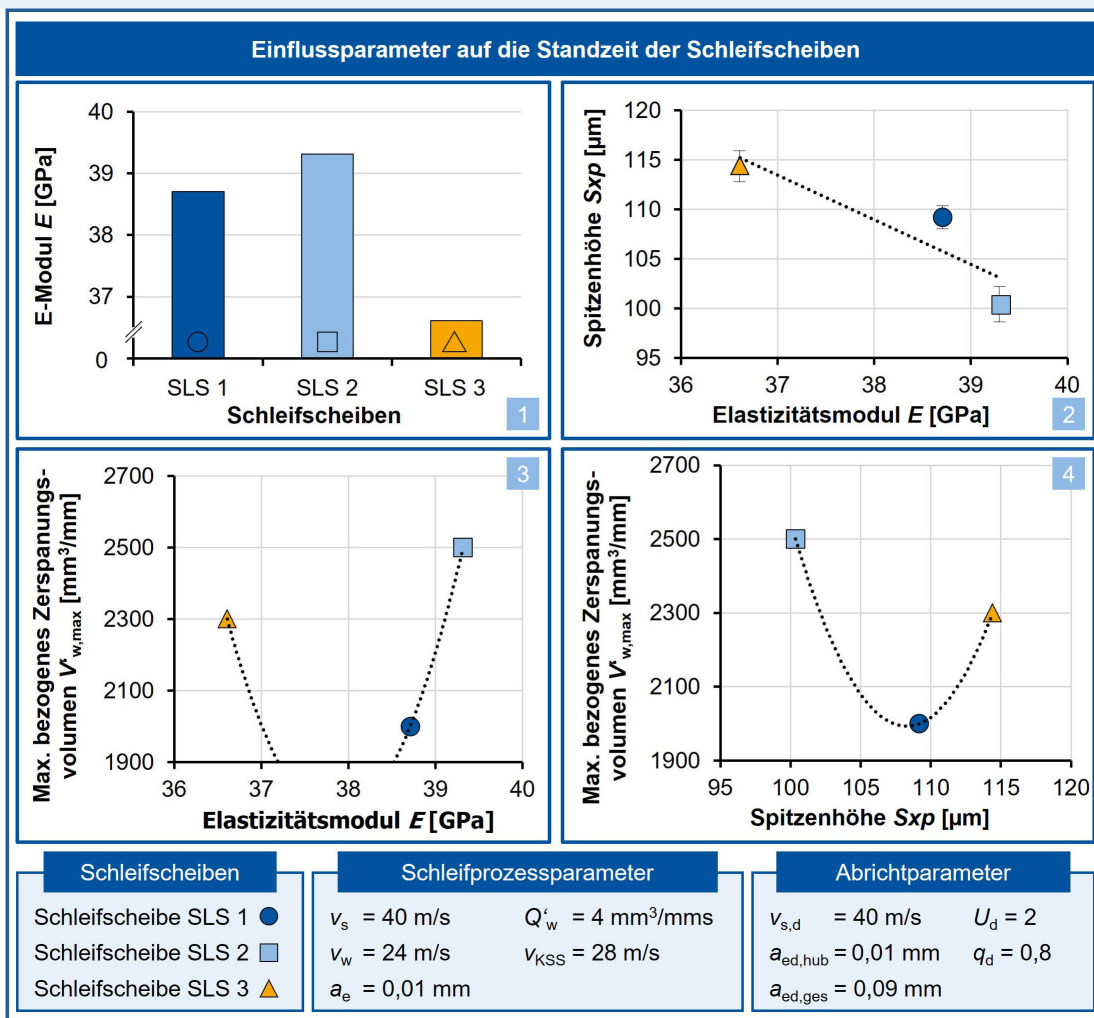 Einflussparameter auf die Standzeit der Schleifscheiben
E-Modul E [GPa]
40
39
38
37
0
SLS 1 SLS 2 SLS 3
Schleifscheiben
1
Spitzenhöhe Sxp [µm]
120
115
110
105
100
95
36 37 38 39 40
Elastizitätsmodul E [GPa]
2
Max. bezogenes Zerspanungs-
volumen V'w,max [mm³/mm]
2700
2500
2300
2100
1900
36 37 38 39 40
Elastizitätsmodul E [GPa]
3
Max. bezogenes Zerspanungs-
volumen V'w,max [mm³/mm]
2700
2500
2300
2100
1900
95 100 105 110 115 120
Spitzenhöhe Sxp [µm]
4
Schleifscheiben
Schleifscheibe SLS 1
Schleifscheibe SLS 2
Schleifscheibe SLS 3
Schleifprozessparameter
vs = 40 m/s Q'w = 4 mm³/mms
vw = 24 m/s vKSS = 28 m/s
ae = 0,01 mm
Abrichtparameter
vs,d = 40 m/s Ud = 2
aed,hub = 0,01 mm qd = 0,8
aed,ges = 0,09 mm